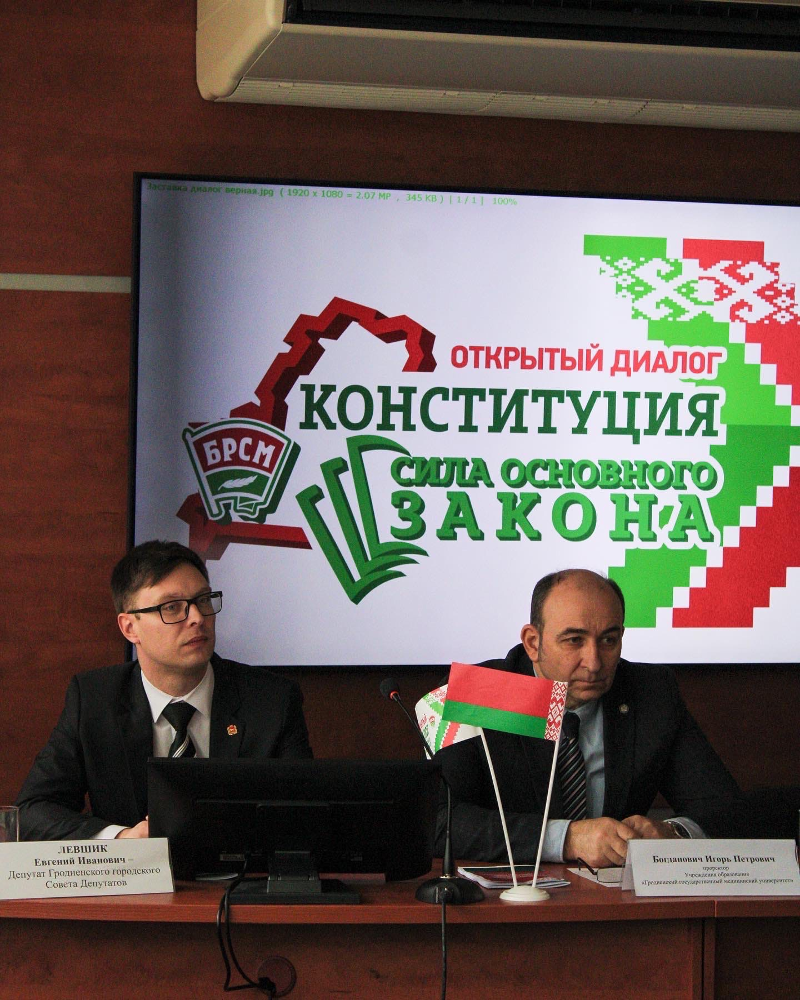 Заставка диалог верная.jpg ( 1920 x 1080 = 2.07 MP , 345 KB ) | 1 / 1 | 100%
ОТКРЫТЫЙ ДИАЛОГ
КОНСТИТУЦИЯ
БРСМ
СИЛА ОСНОВНОГО
ЗАКОНА
ЛЕВШИК
Евгений Иванович –
Депутат Гродненского городского
Совета Депутатов
Богданович Игорь Петрович
проректор
Учреждения образования
«Гродненский государственный медицинский университет»